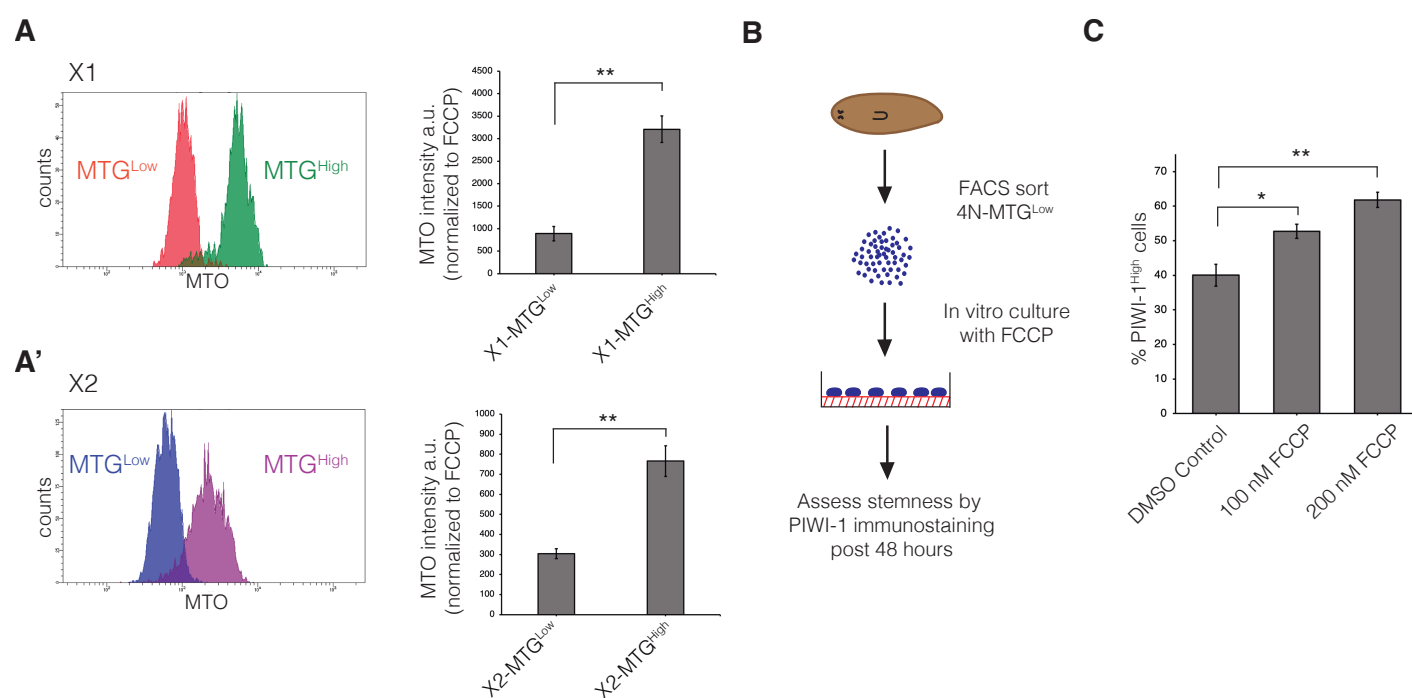 A
X1
counts
MTG^Low
MTG^High
MTO
MTO intensity a.u.
(normalized to FCCP)
4500
4000
3500
3000
2500
2000
1500
1000
500
0
**
X1-MTG^Low
X1-MTG^High
A'
X2
counts
MTG^Low
MTG^High
MTO
MTO intensity a.u.
(normalized to FCCP)
1000
900
800
700
600
500
400
300
200
100
0
**
X2-MTG^Low
X2-MTG^High
B
FACS sort
4N-MTG^Low
In vitro culture
with FCCP
Assess stemness by
PIWI-1 immunostaining
post 48 hours
C
% PIWI-1^High cells
70
60
50
40
30
20
10
0
**
*
DMSO Control
100 nM FCCP
200 nM FCCP